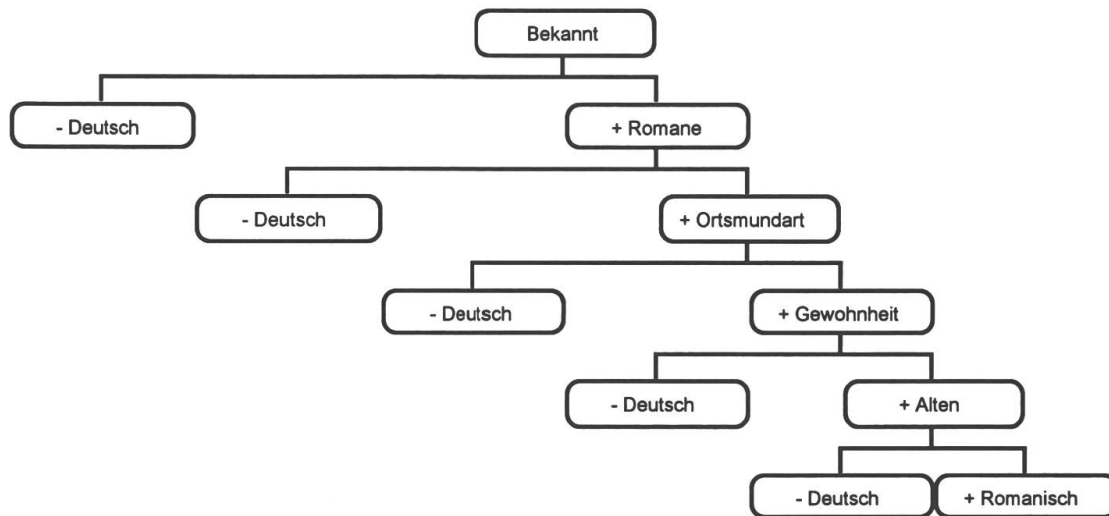 Bekannt
- Deutsch
+ Romane
- Deutsch
+ Ortsmundart
- Deutsch
+ Gewohnheit
- Deutsch
+ Alten
- Deutsch
+ Romanisch